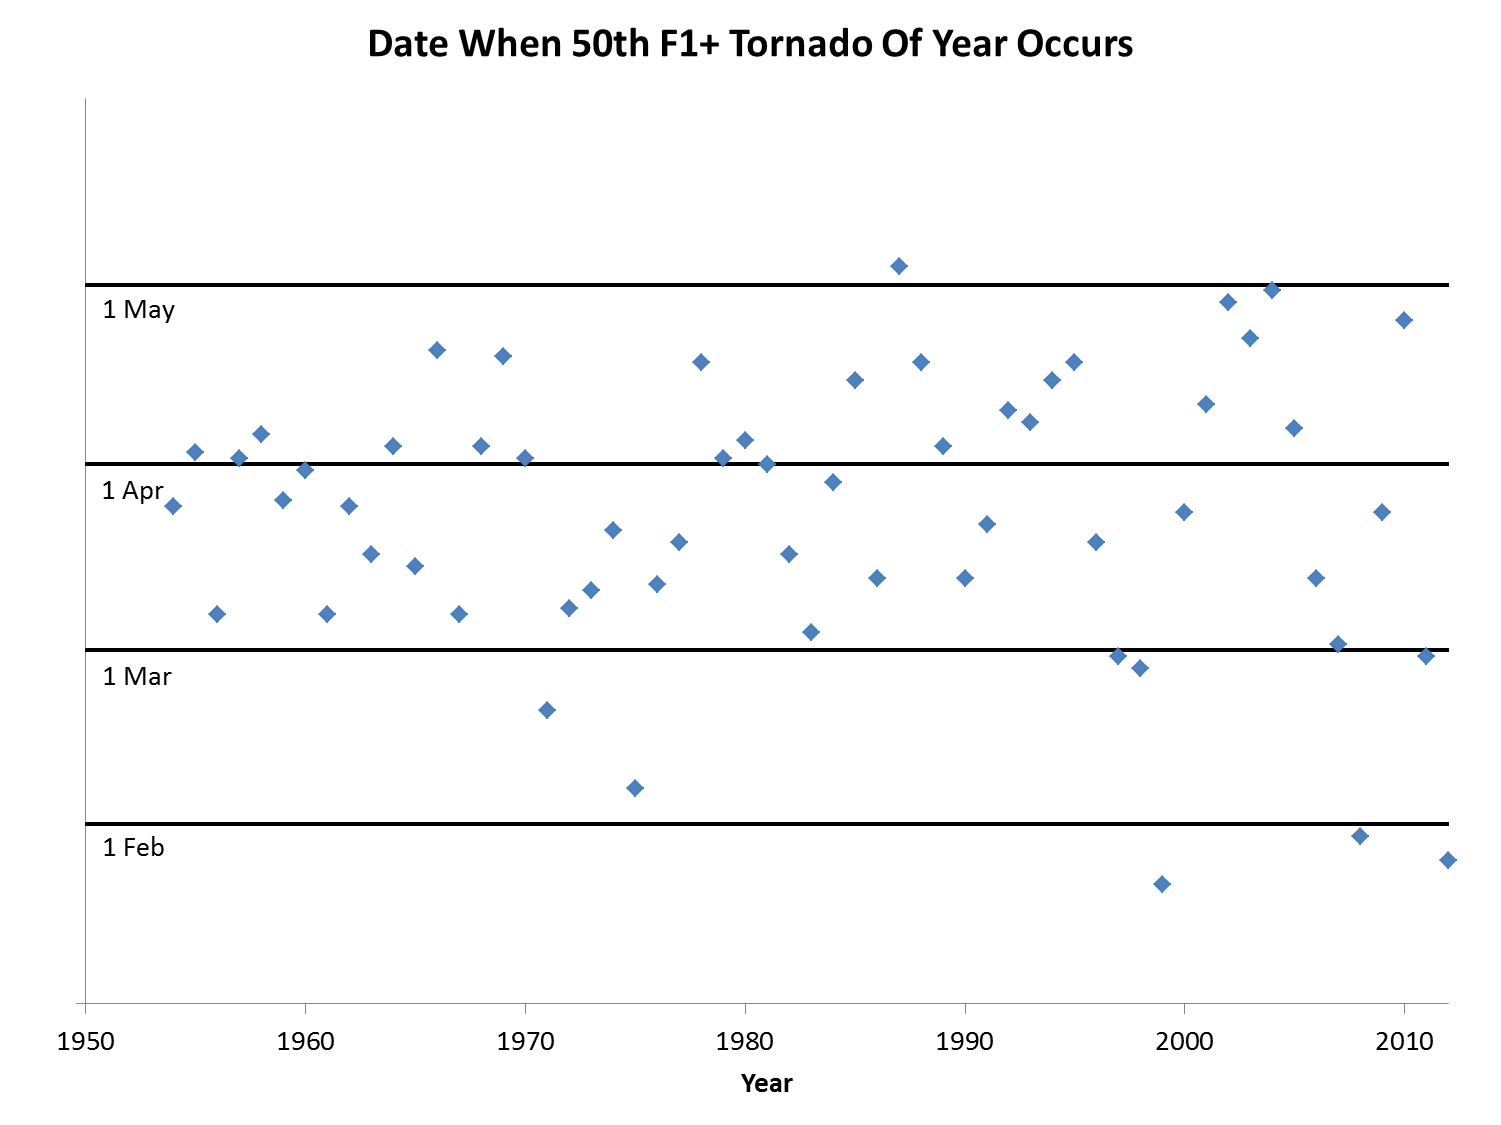 Date When 50th F1+ Tornado Of Year Occurs
1 May
1 Apr
1 Mar
1 Feb
1950 1960 1970 1980 1990 2000 2010
Year